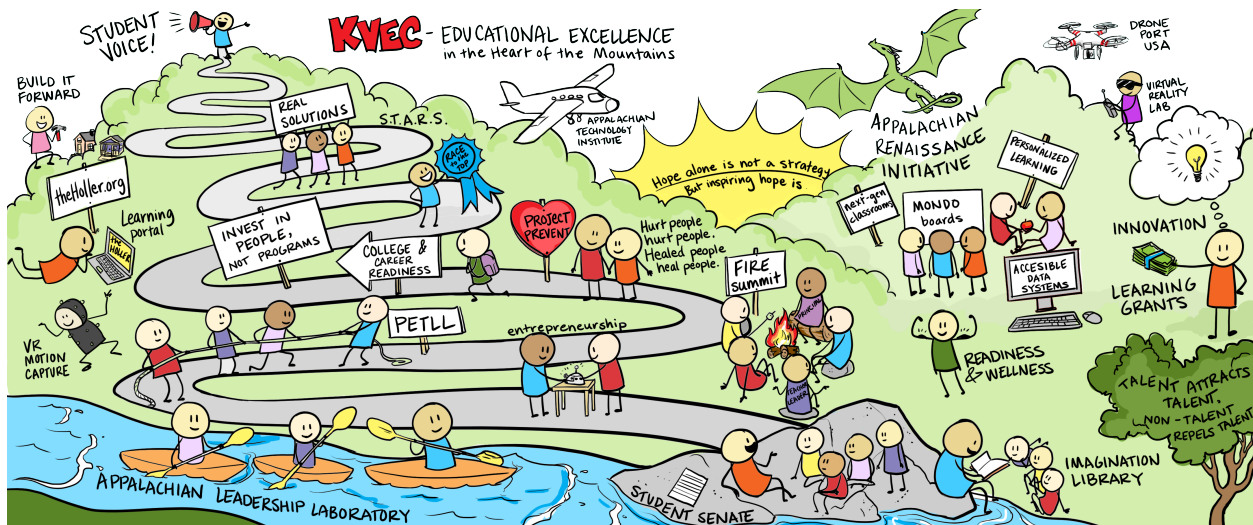 STUDENT
VOICE!
KVEC - EDUCATIONAL EXCELLENCE
in the Heart of the Mountains
DRONE
PORT
USA
BUILD IT
FORWARD
REAL
SOLUTIONS
S.T.A.R.S.
APPALACHIAN
TECHNOLOGY
INSTITUTE
VIRTUAL
REALITY
LAB
APPALACHIAN
RENAISSANCE
INITIATIVE
RACE
TO THE
TOP
Hope alone is not a strategy
But inspiring hope is
PERSONALIZED
LEARNING
theHoller.org
Learning
portal
THE
HOLLER
INVEST
IN
PEOPLE,
NOT PROGRAMS
COLLEGE &
CAREER
READINESS
PROJECT
PREVENT
Hurt people
hurt people.
Healed people
heal people.
next-gen
classrooms
MONDO
boards
ACCESIBLE
DATA
SYSTEMS
INNOVATION
LEARNING
GRANTS
FIRE
Summit
PRINCIPAL
TEACHER
LEADER
VR
MOTION
CAPTURE
PETLL
entrepreneurship
READINESS
& WELLNESS
TALENT ATTRACTS
TALENT,
NON-TALENT
REPELS TALENT
APPALACHIAN LEADERSHIP LABORATORY
STUDENT SENATE
IMAGINATION
LIBRARY